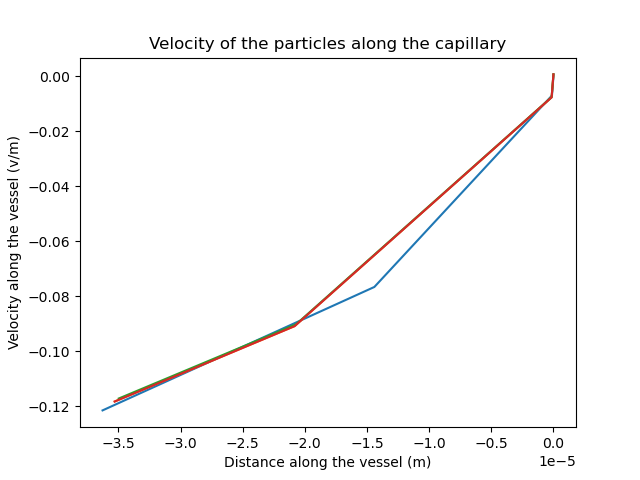 Velocity of the particles along the capillary
Velocity along the vessel (v/m)
0.00
−0.02
−0.04
−0.06
−0.08
−0.10
−0.12
−3.5 −3.0 −2.5 −2.0 −1.5 −1.0 −0.5 0.0
1e−5
Distance along the vessel (m)